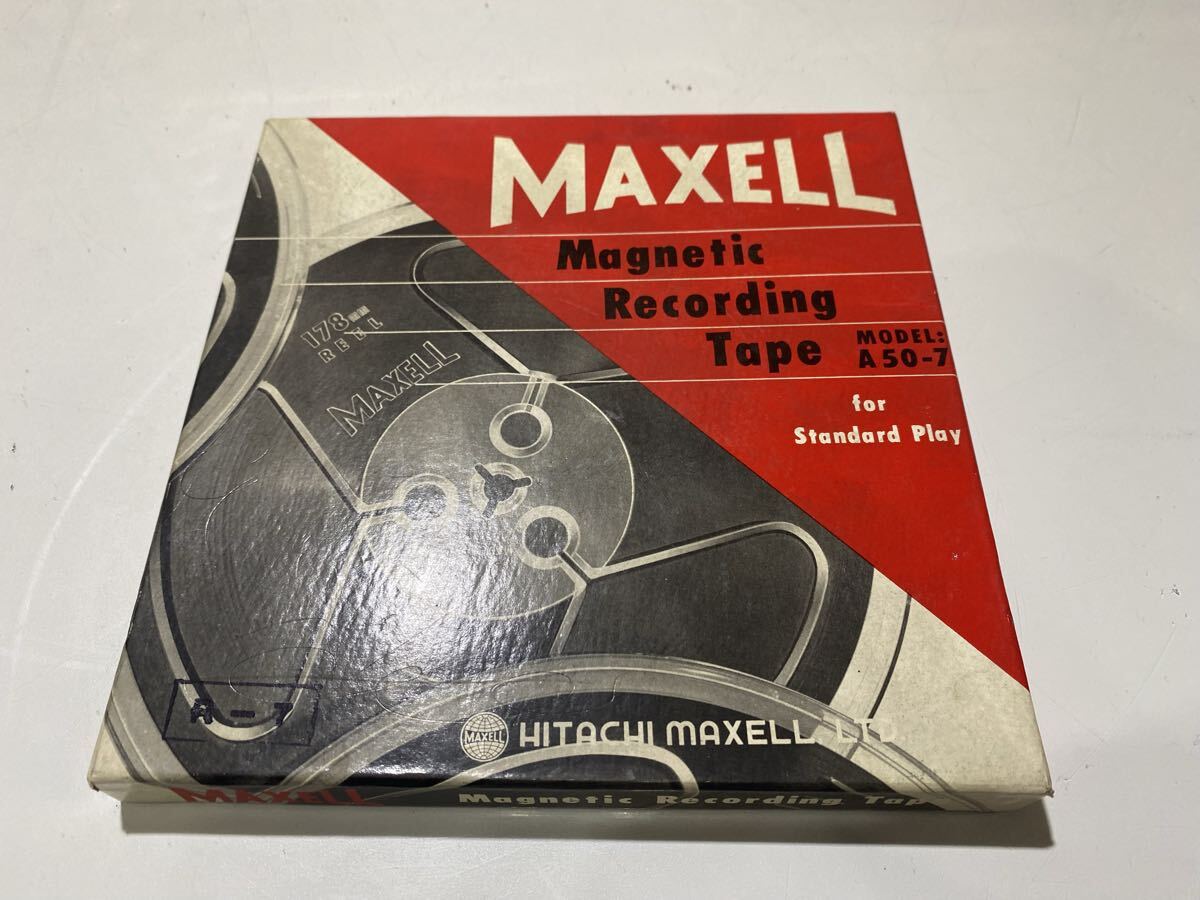 MAXELL
Magnetic
Recording
Tape
MODEL:
A50-7
for
Standard Play
178mm
REEL
MAXELL
A-7
MAXELL
HITACHI MAXELL, LTD.
MAXELL
Magnetic Recording Tap